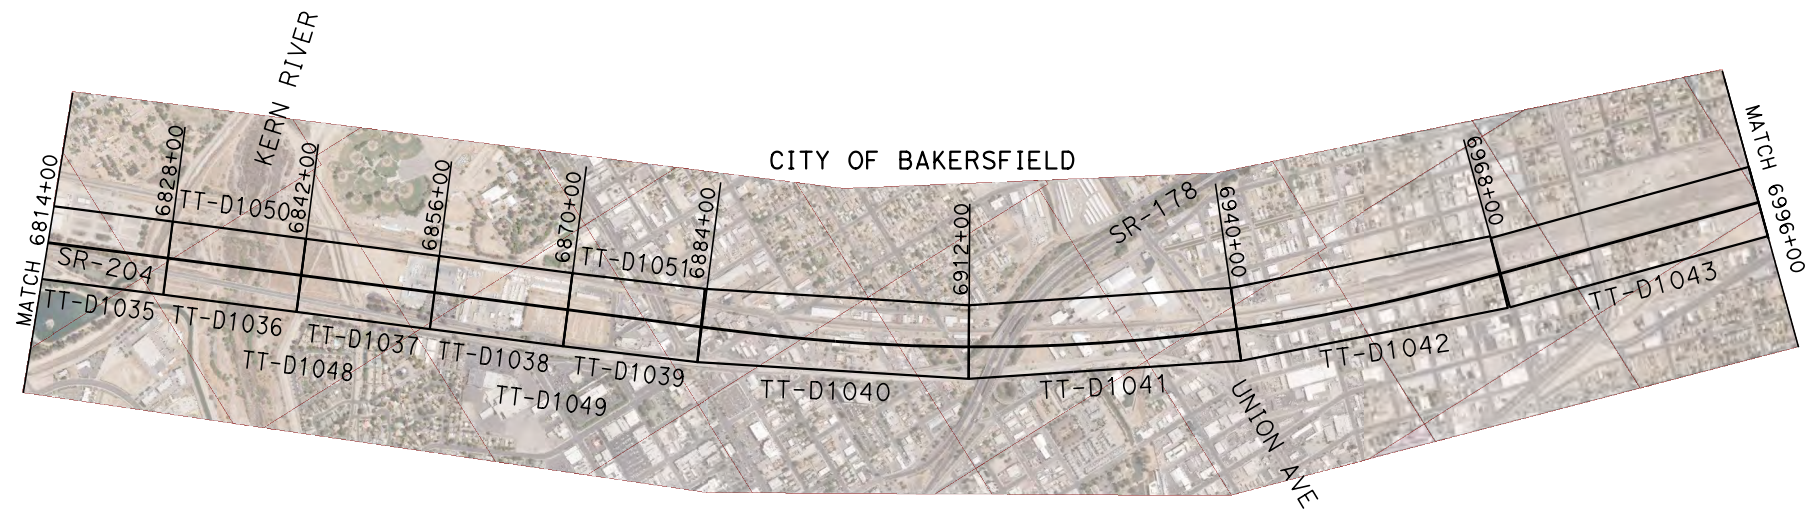 KERN RIVER
CITY OF BAKERSFIELD
MATCH 6814+00
6828+00
6842+00
6856+00
6870+00
6884+00
6912+00
6940+00
6968+00
MATCH 6996+00
TT-D1050
TT-D1051
SR-178
SR-204
TT-D1035
TT-D1036
TT-D1037
TT-D1038
TT-D1039
TT-D1040
TT-D1041
TT-D1042
TT-D1043
TT-D1048
TT-D1049
UNION AVE